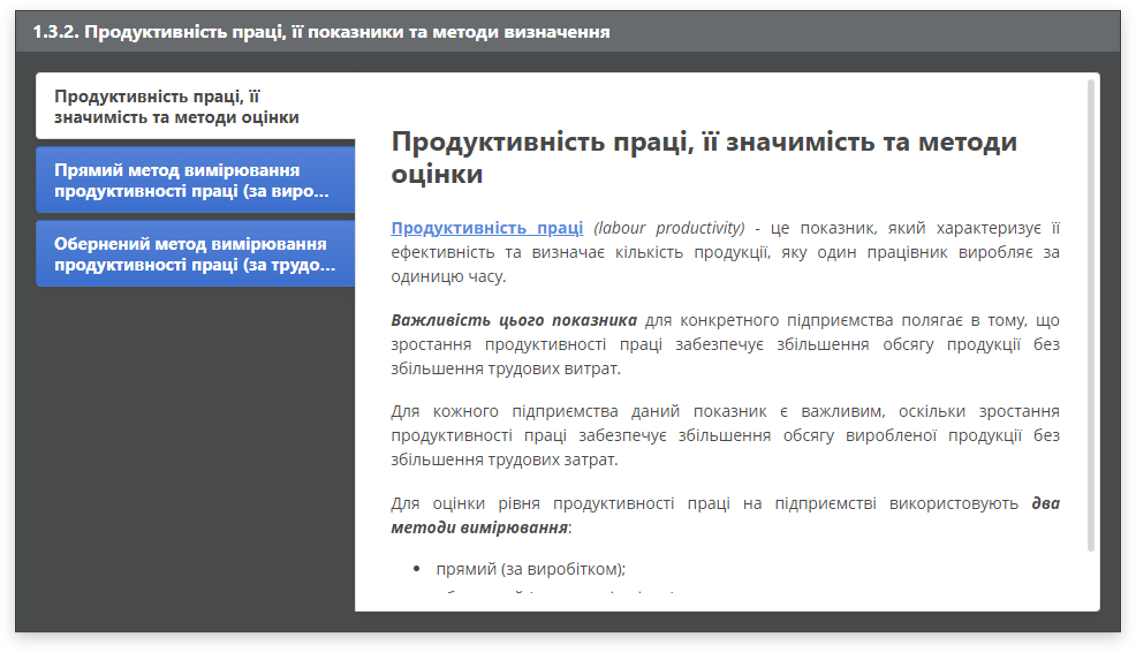 1.3.2. Продуктивність праці, її показники та методи визначення
Продуктивність праці, її
значимість та методи оцінки
Прямий метод вимірювання
продуктивності праці (за виро...
Обернений метод вимірювання
продуктивності праці (за трудо...
Продуктивність праці, її значимість та методи
оцінки
Продуктивність праці (labour productivity) - це показник, який характеризує її
ефективність та визначає кількість продукції, яку один працівник виробляє за
одиницю часу.
Важливість цього показника для конкретного підприємства полягає в тому, що
зростання продуктивності праці забезпечує збільшення обсягу продукції без
збільшення трудових витрат.
Для кожного підприємства даний показник є важливим, оскільки зростання
продуктивності праці забезпечує збільшення обсягу виробленої продукції без
збільшення трудових затрат.
Для оцінки рівня продуктивності праці на підприємстві використовують два
методи вимірювання:
• прямий (за виробітком);